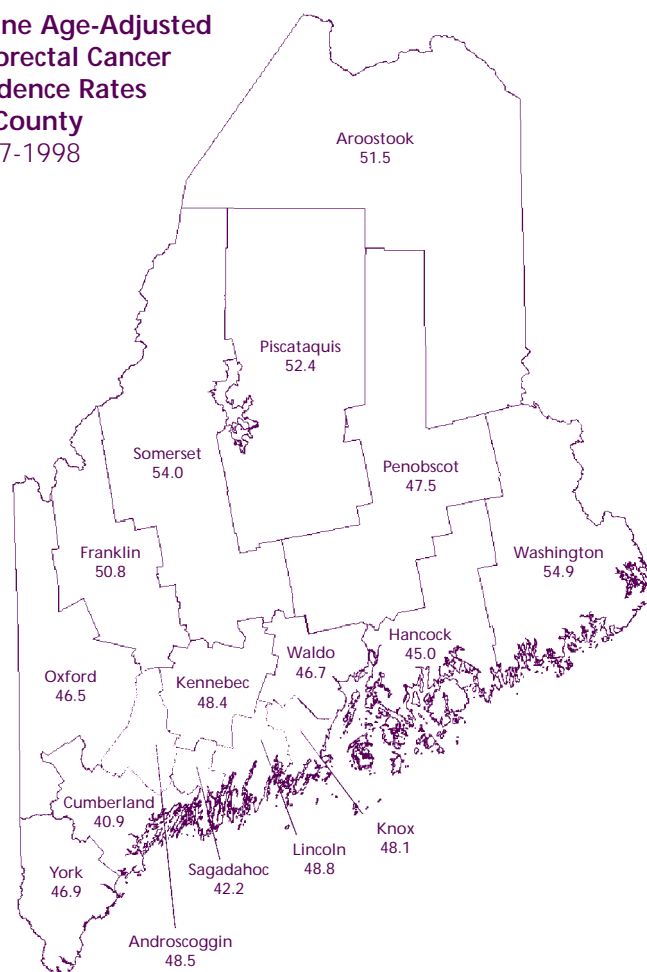 ne Age-Adjusted
orectal Cancer
dence Rates
County
7-1998
Aroostook
51.5
Piscataquis
52.4
Somerset
54.0
Penobscot
47.5
Franklin
50.8
Washington
54.9
Hancock
45.0
Waldo
46.7
Oxford
46.5
Kennebec
48.4
Cumberland
40.9
Knox
48.1
Lincoln
48.8
Sagadahoc
42.2
York
46.9
Androscoggin
48.5